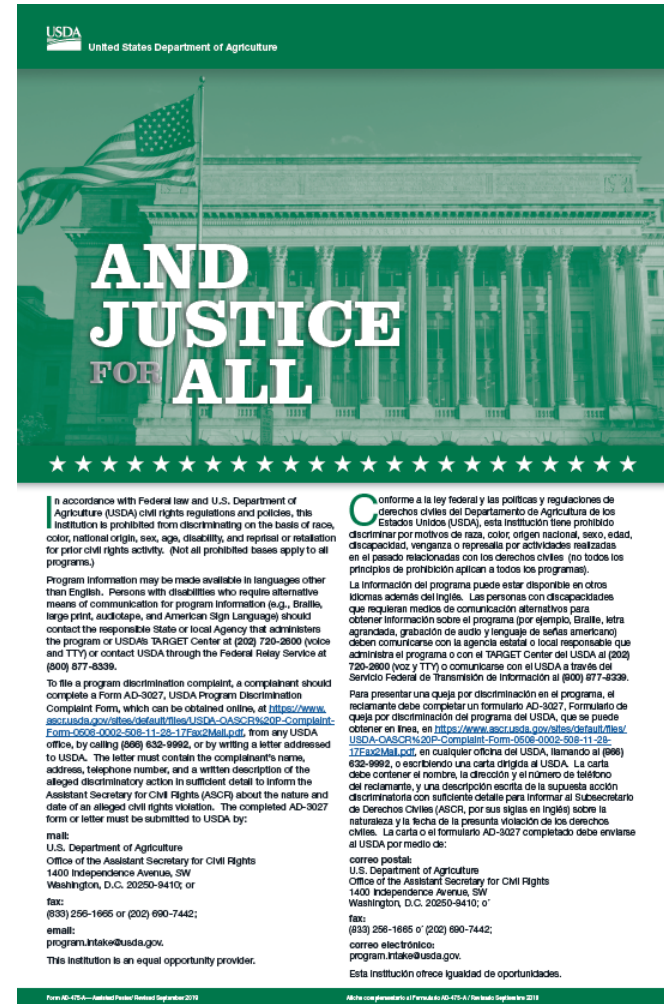 USDA
United States Department of Agriculture
AND
JUSTICE
FOR ALL
In accordance with Federal law and U.S. Department of
Agriculture (USDA) civil rights regulations and policies, this
institution is prohibited from discriminating on the basis of race,
color, national origin, sex, age, disability, and reprisal or retaliation
for prior civil rights activity. (Not all prohibited bases apply to all
programs.)
Program information may be made available in languages other
than English. Persons with disabilities who require alternative
means of communication for program information (e.g., Braille,
large print, audiotape, and American Sign Language) should
contact the responsible State or local Agency that administers
the program or USDA's TARGET Center at (202) 720-2600 (voice
and TTY) or contact USDA through the Federal Relay Service at
(800) 877-8339.
To file a program discrimination complaint, a complainant should
complete a Form AD-3027, USDA Program Discrimination
Complaint Form, which can be obtained online, at https://www.
ascr.usda.gov/sites/default/files/USDA-OASCR%20P-Complaint-
Form-0508-0002-508-11-28-17Fax2Mail.pdf, from any USDA
office, by calling (866) 632-9992, or by writing a letter addressed
to USDA. The letter must contain the complainant's name,
address, telephone number, and a written description of the
alleged discriminatory action in sufficient detail to inform the
Assistant Secretary for Civil Rights (ASCR) about the nature and
date of an alleged civil rights violation. The completed AD-3027
form or letter must be submitted to USDA by:
mail:
U.S. Department of Agriculture
Office of the Assistant Secretary for Civil Rights
1400 Independence Avenue, SW
Washington, D.C. 20250-9410; or
fax:
(833) 256-1665 or (202) 690-7442;
email:
program.intake@usda.gov.
This institution is an equal opportunity provider.
Conforme a la ley federal y las políticas y regulaciones de
derechos civiles del Departamento de Agricultura de los
Estados Unidos (USDA), esta institución tiene prohibido
discriminar por motivos de raza, color, origen nacional, sexo, edad,
discapacidad, venganza o represalia por actividades realizadas
en el pasado relacionadas con los derechos civiles (no todos los
principios de prohibición aplican a todos los programas).
La información del programa puede estar disponible en otros
idiomas además del inglés. Las personas con discapacidades
que requieran medios de comunicación alternativos para
obtener información sobre el programa (por ejemplo, Braille, letra
agrandada, grabación de audio y lenguaje de señas americano)
deben comunicarse con la agencia estatal o local responsable que
administra el programa o con el TARGET Center del USDA al (202)
720-2600 (voz y TTY) o comunicarse con el USDA a través del
Servicio Federal de Transmisión de Información al (800) 877-8339.
Para presentar una queja por discriminación en el programa, el
reclamante debe completar un formulario AD-3027, Formulario de
queja por discriminación del programa del USDA, que se puede
obtener en línea, en https://www.ascr.usda.gov/sites/default/files/
USDA-OASCR%20P-Complaint-Form-0508-0002-508-11-28-
17Fax2Mail.pdf, en cualquier oficina del USDA, llamando al (866)
632-9992, o escribiendo una carta dirigida al USDA. La carta
debe contener el nombre, la dirección y el número de teléfono
del reclamante, y una descripción escrita de la supuesta acción
discriminatoria con suficiente detalle para informar al Subsecretario
de Derechos Civiles (ASCR, por sus siglas en inglés) sobre la
naturaleza y la fecha de la presunta violación de los derechos
civiles. La carta o el formulario AD-3027 completado debe enviarse
al USDA por medio de:
correo postal:
U.S. Department of Agriculture
Office of the Assistant Secretary for Civil Rights
1400 Independence Avenue, SW
Washington, D.C. 20250-9410; o´
fax:
(833) 256-1665 o´ (202) 690-7442;
correo electrónico:
program.intake@usda.gov.
Esta institución ofrece igualdad de oportunidades.
Form AD-475-A—Assisted Poster/ Revised September 2019
Afiche complementario al Formulario AD-475-A / Revisado Septiembre 2019